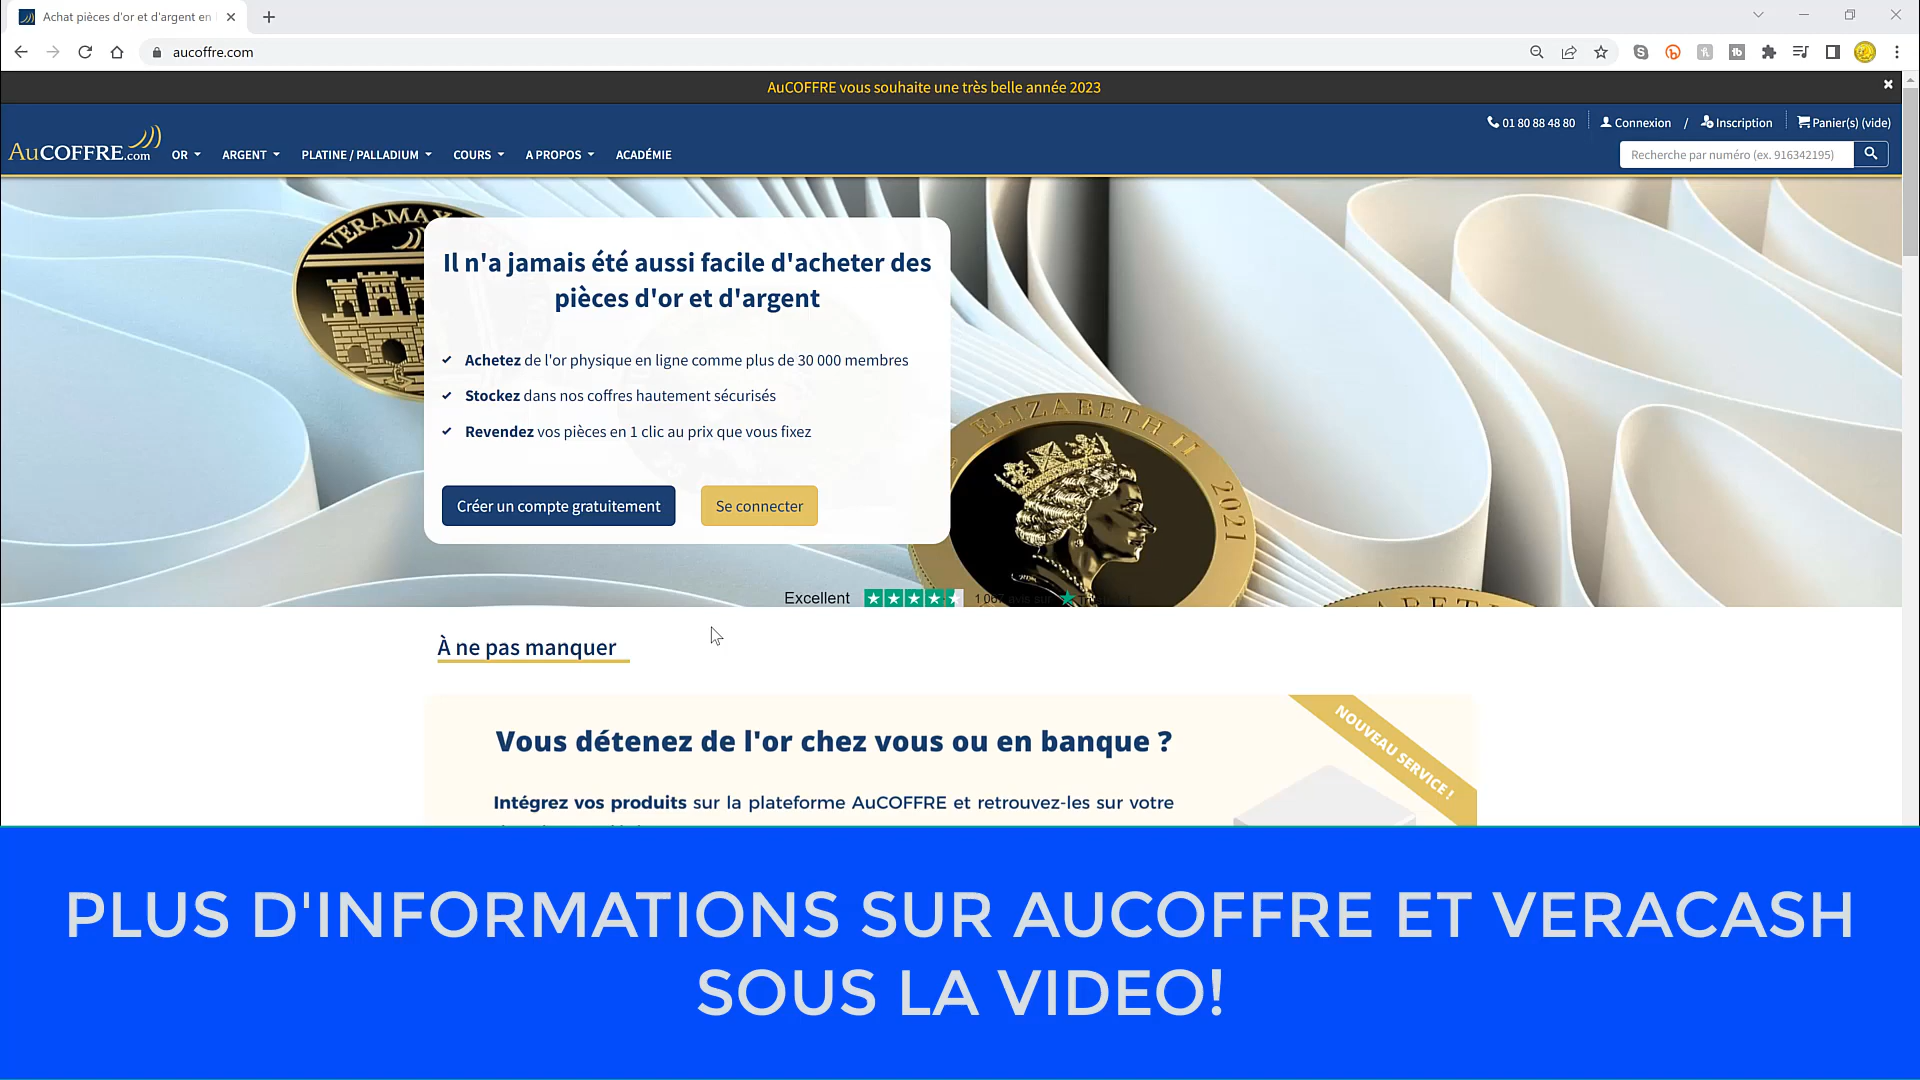 Achat pièces d'or et d'argent en
aucoffre.com
AuCOFFRE vous souhaite une très belle année 2023
01 80 88 48 80
Connexion / Inscription
Panier(s) (vide)
AuCOFFRE.com
OR
ARGENT
PLATINE / PALLADIUM
COURS
A PROPOS
ACADÉMIE
Recherche par numéro (ex. 916342195)
VERAMAX
Il n'a jamais été aussi facile d'acheter des
pièces d'or et d'argent
Achetez de l'or physique en ligne comme plus de 30 000 membres
Stockez dans nos coffres hautement sécurisés
Revendez vos pièces en 1 clic au prix que vous fixez
Créer un compte gratuitement
Se connecter
ELIZABETH II
2021
Excellent
avis sur
À ne pas manquer
NOUVEAU SERVICE !
Vous détenez de l'or chez vous ou en banque ?
Intégrez vos produits sur la plateforme AuCOFFRE et retrouvez-les sur votre
PLUS D'INFORMATIONS SUR AUCOFFRE ET VERACASH
SOUS LA VIDEO!